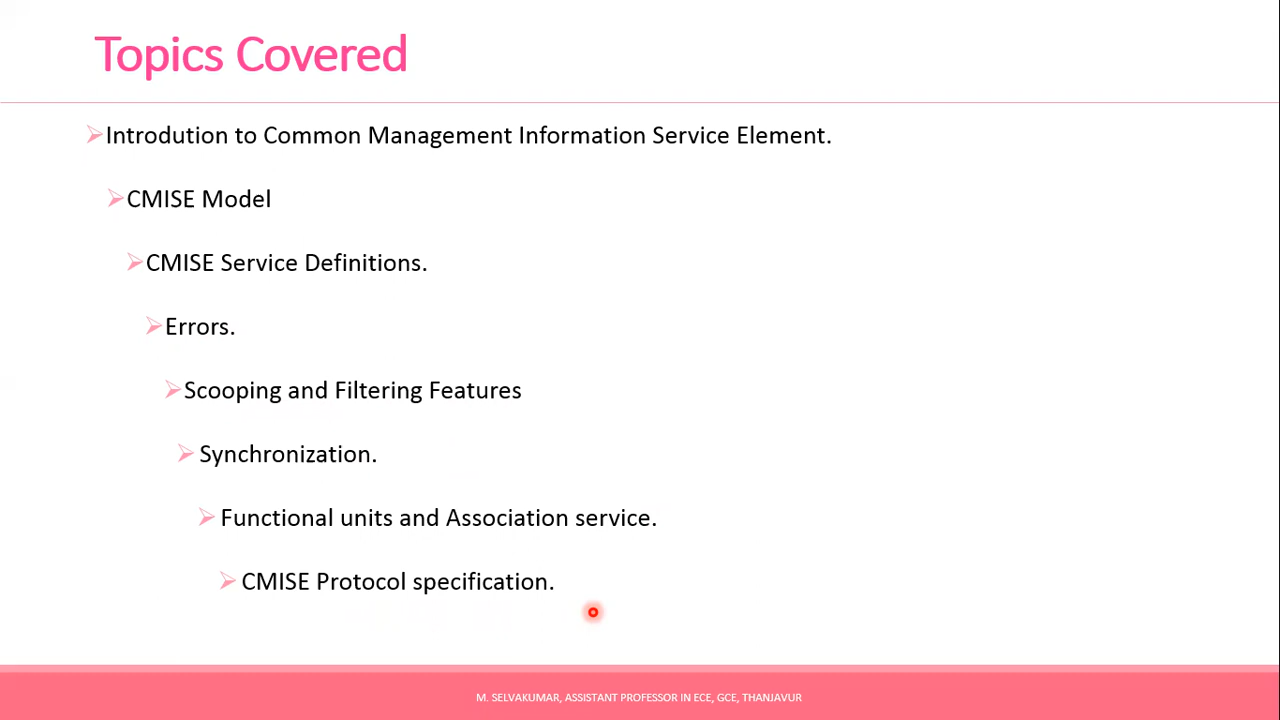 Topics Covered
Introdution to Common Management Information Service Element.
CMISE Model
CMISE Service Definitions.
Errors.
Scooping and Filtering Features
Synchronization.
Functional units and Association service.
CMISE Protocol specification.
M. SELVAKUMAR, ASSISTANT PROFESSOR IN ECE, GCE, THANJAVUR